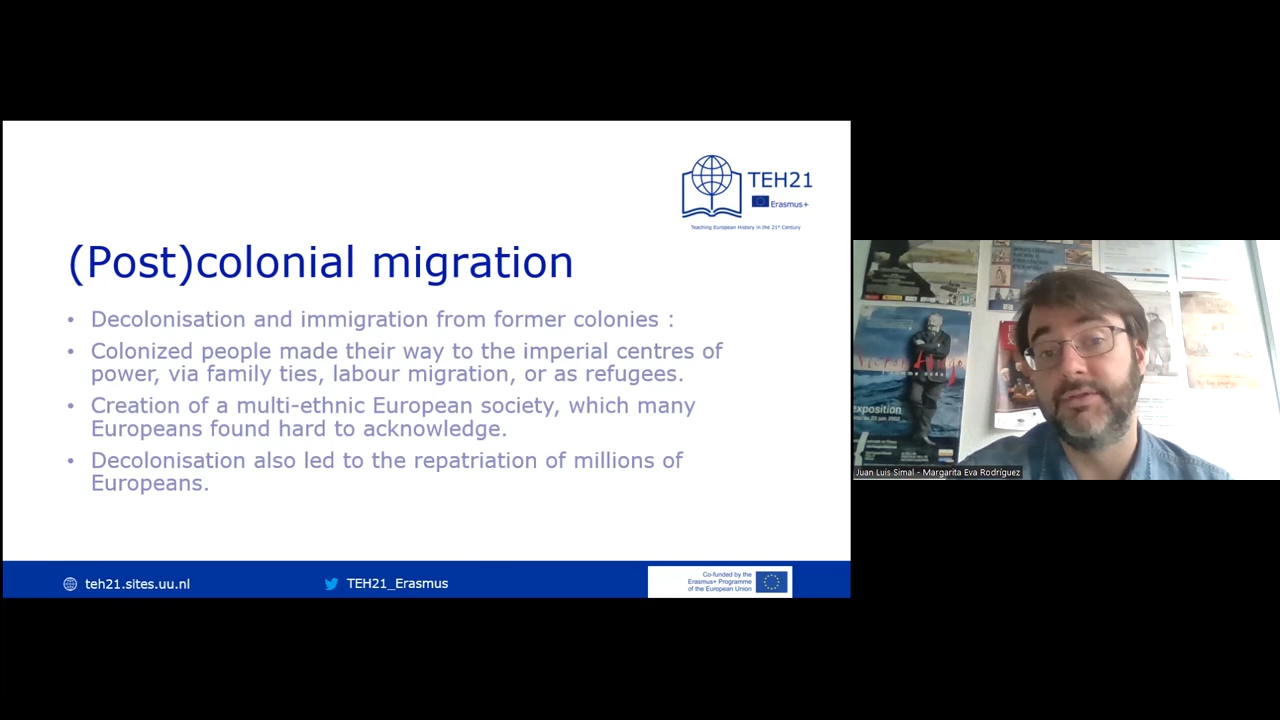 TEH21
Erasmus+
Teaching European History in the 21st Century
(Post)colonial migration
• Decolonisation and immigration from former colonies :
• Colonized people made their way to the imperial centres of
power, via family ties, labour migration, or as refugees.
• Creation of a multi-ethnic European society, which many
Europeans found hard to acknowledge.
• Decolonisation also led to the repatriation of millions of
Europeans.
teh21.sites.uu.nl
TEH21_Erasmus
Co-funded by the
Erasmus+ Programme
of the European Union
exposition
Juan Luis Simal - Margarita Eva Rodríguez